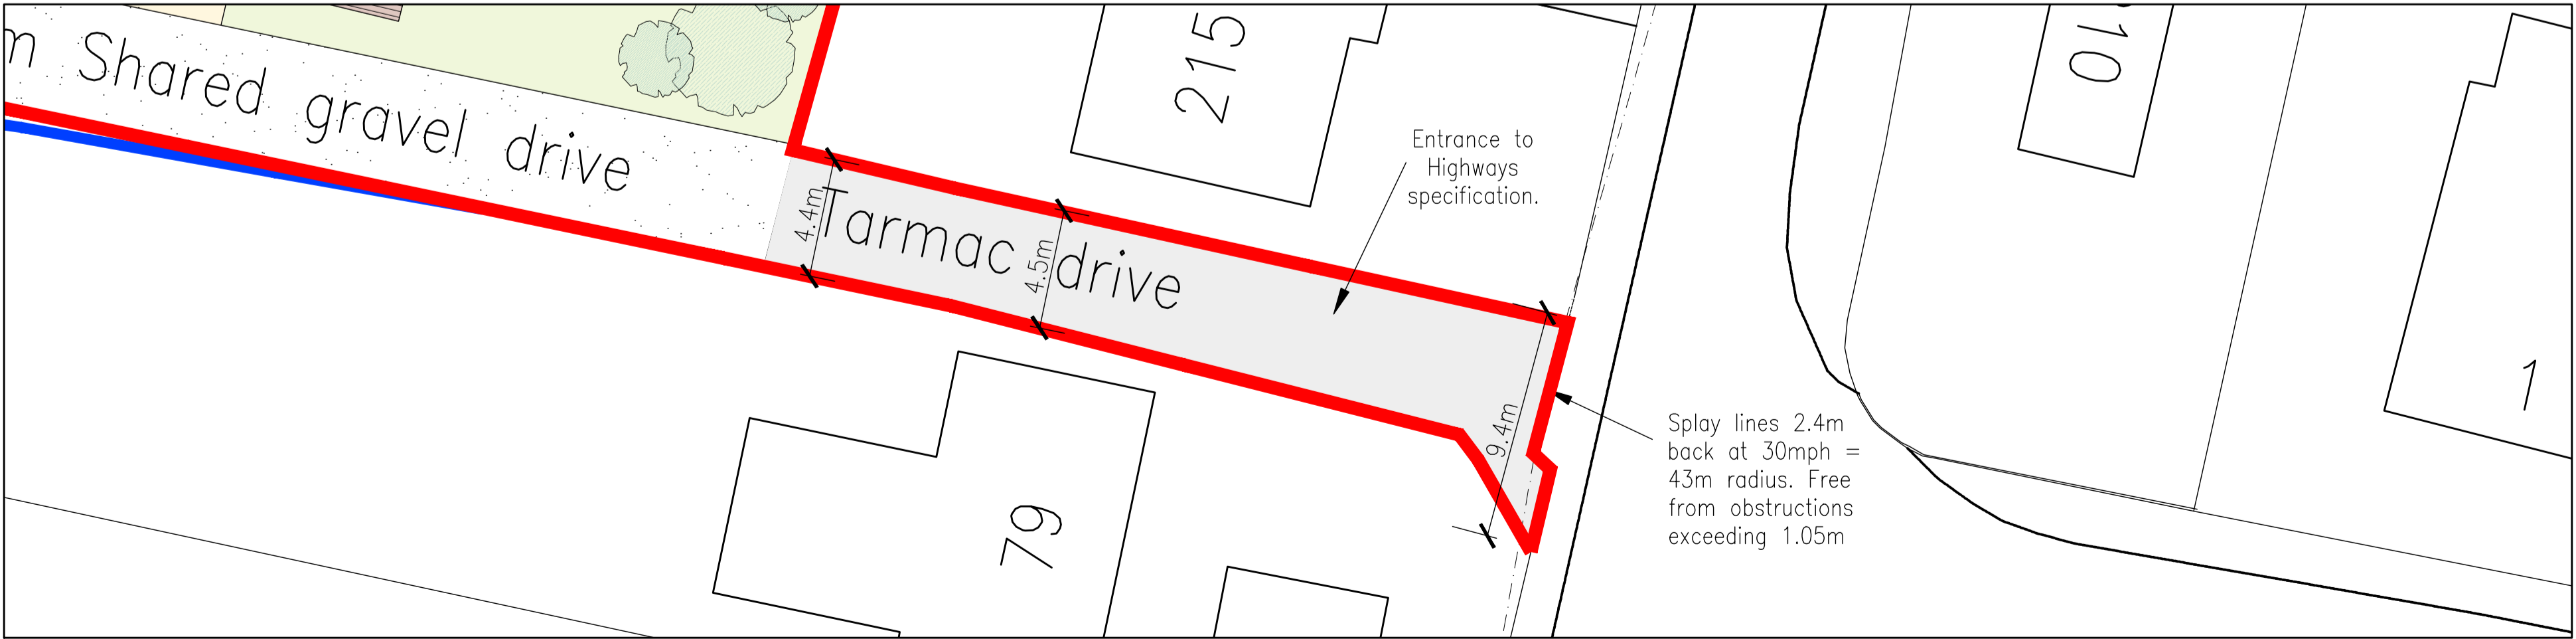 m Shared gravel drive
215
10
Entrance to
Highways
specification.
4.4m
Tarmac drive
4.5m
9.4m
1
Splay lines 2.4m
back at 30mph =
43m radius. Free
from obstructions
exceeding 1.05m
79